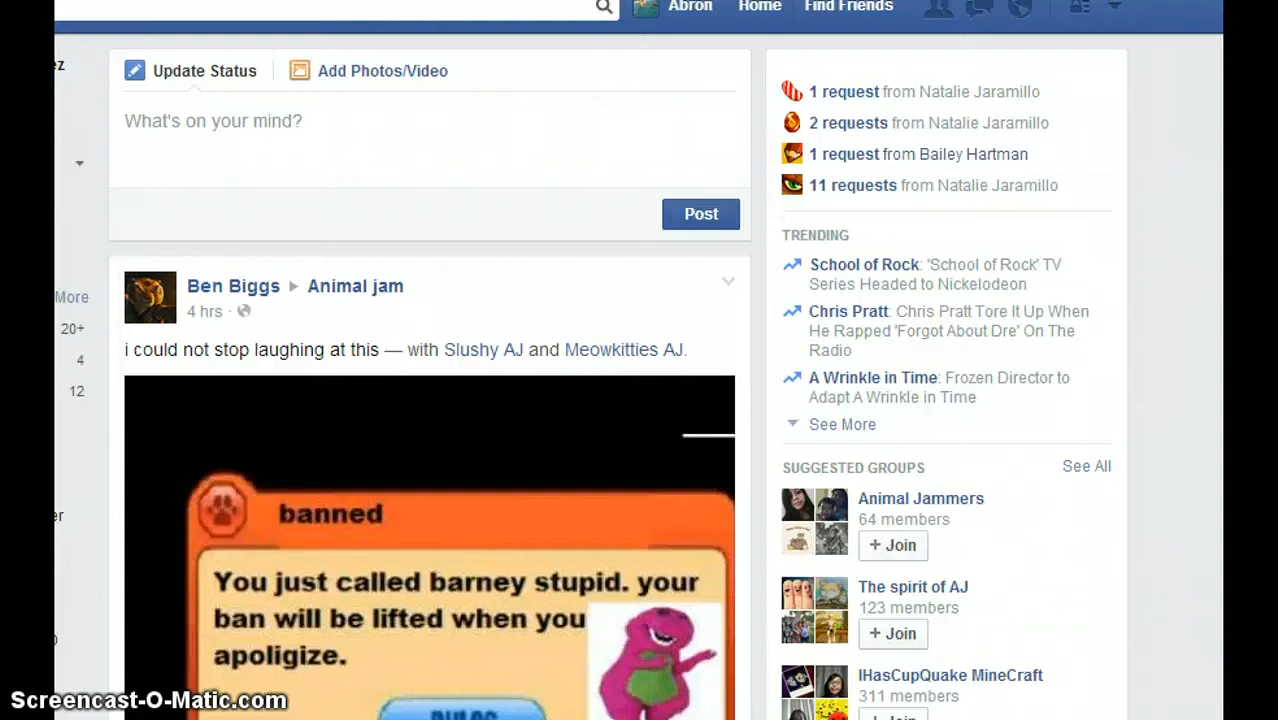 Abron Home Find Friends
ez
Update Status Add Photos/Video
What's on your mind?
Post
More
20+
4
12
er
Ben Biggs Animal jam
4 hrs ·
i could not stop laughing at this — with Slushy AJ and Meowkitties AJ.
banned
You just called barney stupid. your
ban will be lifted when you
apoligize.
1 request from Natalie Jaramillo
2 requests from Natalie Jaramillo
1 request from Bailey Hartman
11 requests from Natalie Jaramillo
TRENDING
School of Rock: 'School of Rock' TV
Series Headed to Nickelodeon
Chris Pratt: Chris Pratt Tore It Up When
He Rapped 'Forgot About Dre' On The
Radio
A Wrinkle in Time: Frozen Director to
Adapt A Wrinkle in Time
See More
SUGGESTED GROUPS See All
Animal Jammers
64 members
+ Join
The spirit of AJ
123 members
+ Join
IHasCupQuake MineCraft
311 members
Screencast-O-Matic.com